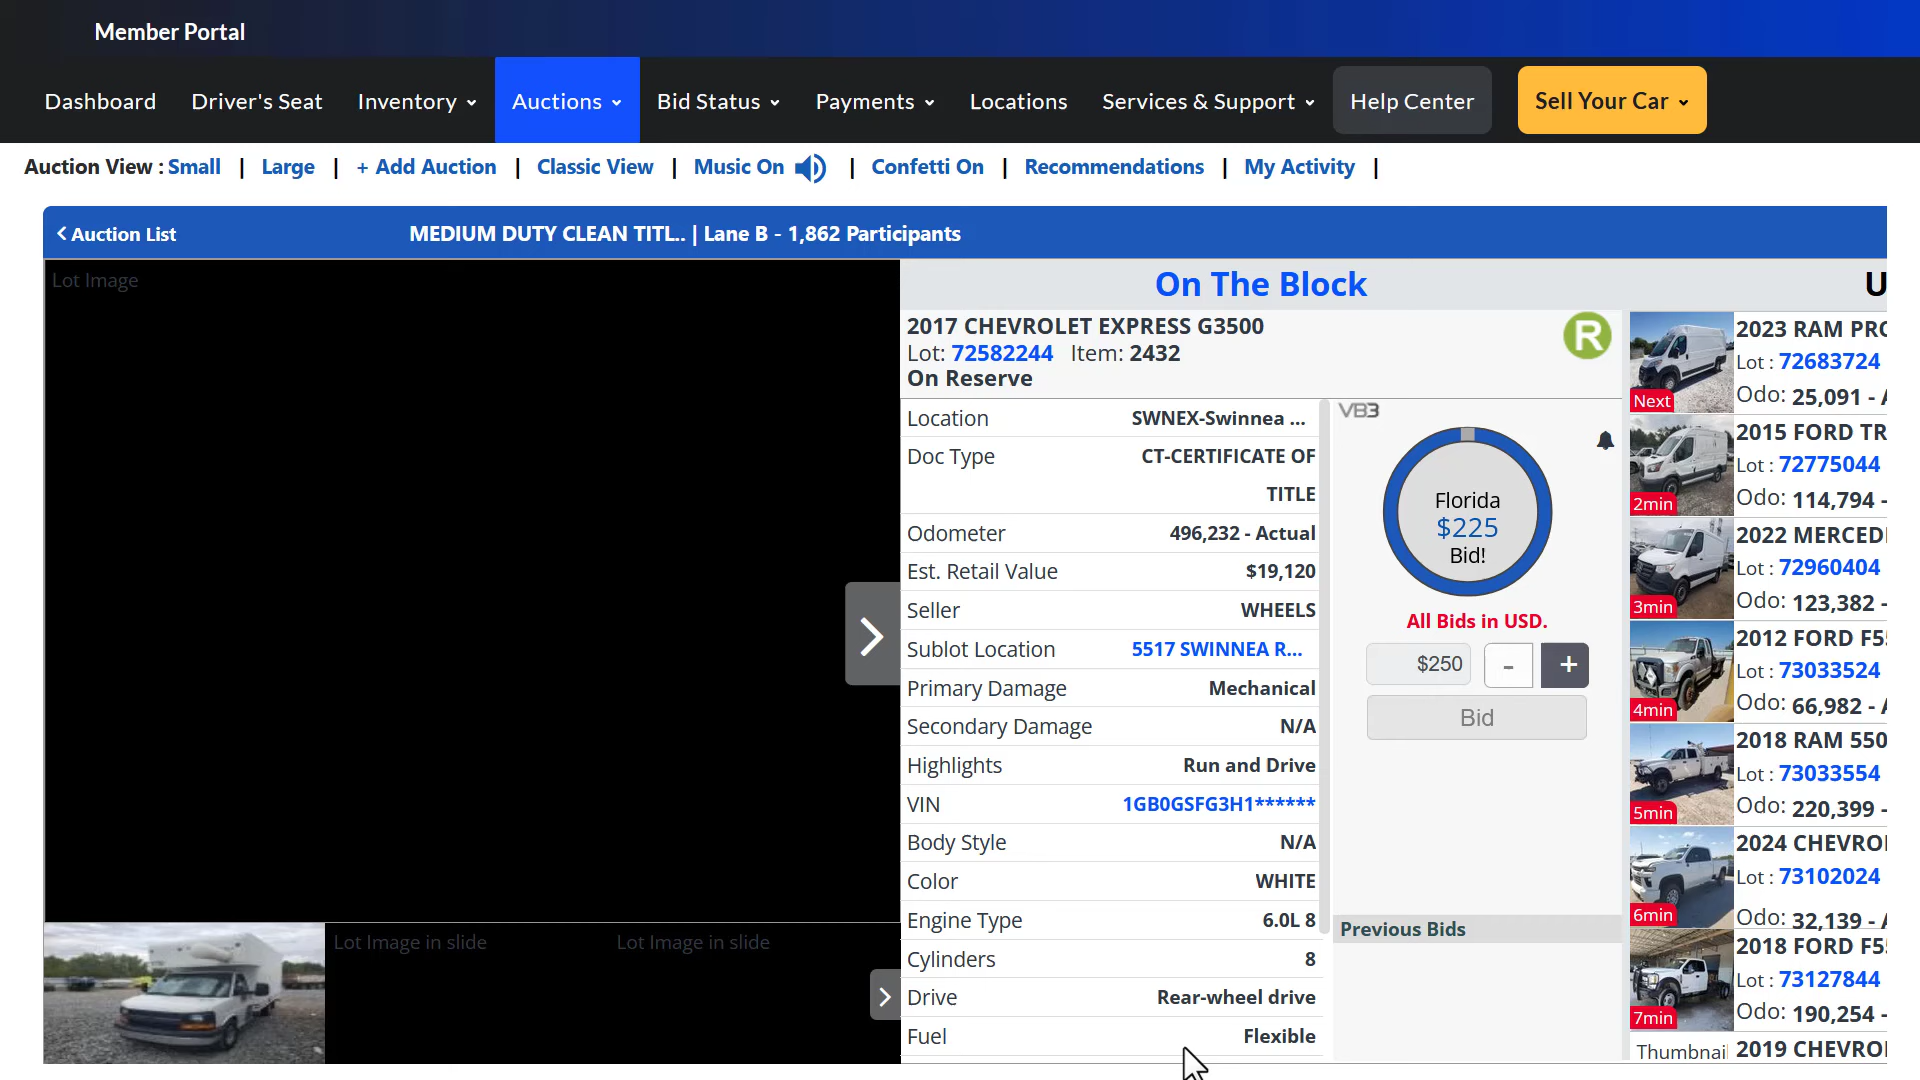 Member Portal
Dashboard Driver's Seat Inventory Auctions Bid Status Payments Locations Services & Support Help Center Sell Your Car
Auction View : Small | Large | + Add Auction | Classic View | Music On | Confetti On | Recommendations | My Activity |
Auction List
MEDIUM DUTY CLEAN TITL.. | Lane B - 1,862 Participants
Lot Image
Lot Image in slide
Lot Image in slide
On The Block
2017 CHEVROLET EXPRESS G3500
Lot: 72582244 Item: 2432
On Reserve
R
Location SWNEX-Swinnea ...
Doc Type CT-CERTIFICATE OF
TITLE
Odometer 496,232 - Actual
Est. Retail Value $19,120
Seller WHEELS
Sublot Location 5517 SWINNEA R...
Primary Damage Mechanical
Secondary Damage N/A
Highlights Run and Drive
VIN 1GB0GSFG3H1******
Body Style N/A
Color WHITE
Engine Type 6.0L 8
Cylinders 8
Drive Rear-wheel drive
Fuel Flexible
VB3
Florida
$225
Bid!
All Bids in USD.
$250 - +
Bid
Previous Bids
U
2023 RAM PRO
Lot : 72683724
Next
Odo: 25,091 - A
2015 FORD TR
Lot : 72775044
2min
Odo: 114,794 -
2022 MERCEDE
Lot : 72960404
3min
Odo: 123,382 -
2012 FORD F55
Lot : 73033524
4min
Odo: 66,982 - A
2018 RAM 550
Lot : 73033554
5min
Odo: 220,399 -
2024 CHEVROL
Lot : 73102024
6min
Odo: 32,139 - A
2018 FORD F55
Lot : 73127844
7min
Odo: 190,254 -
Thumbnail
2019 CHEVROL